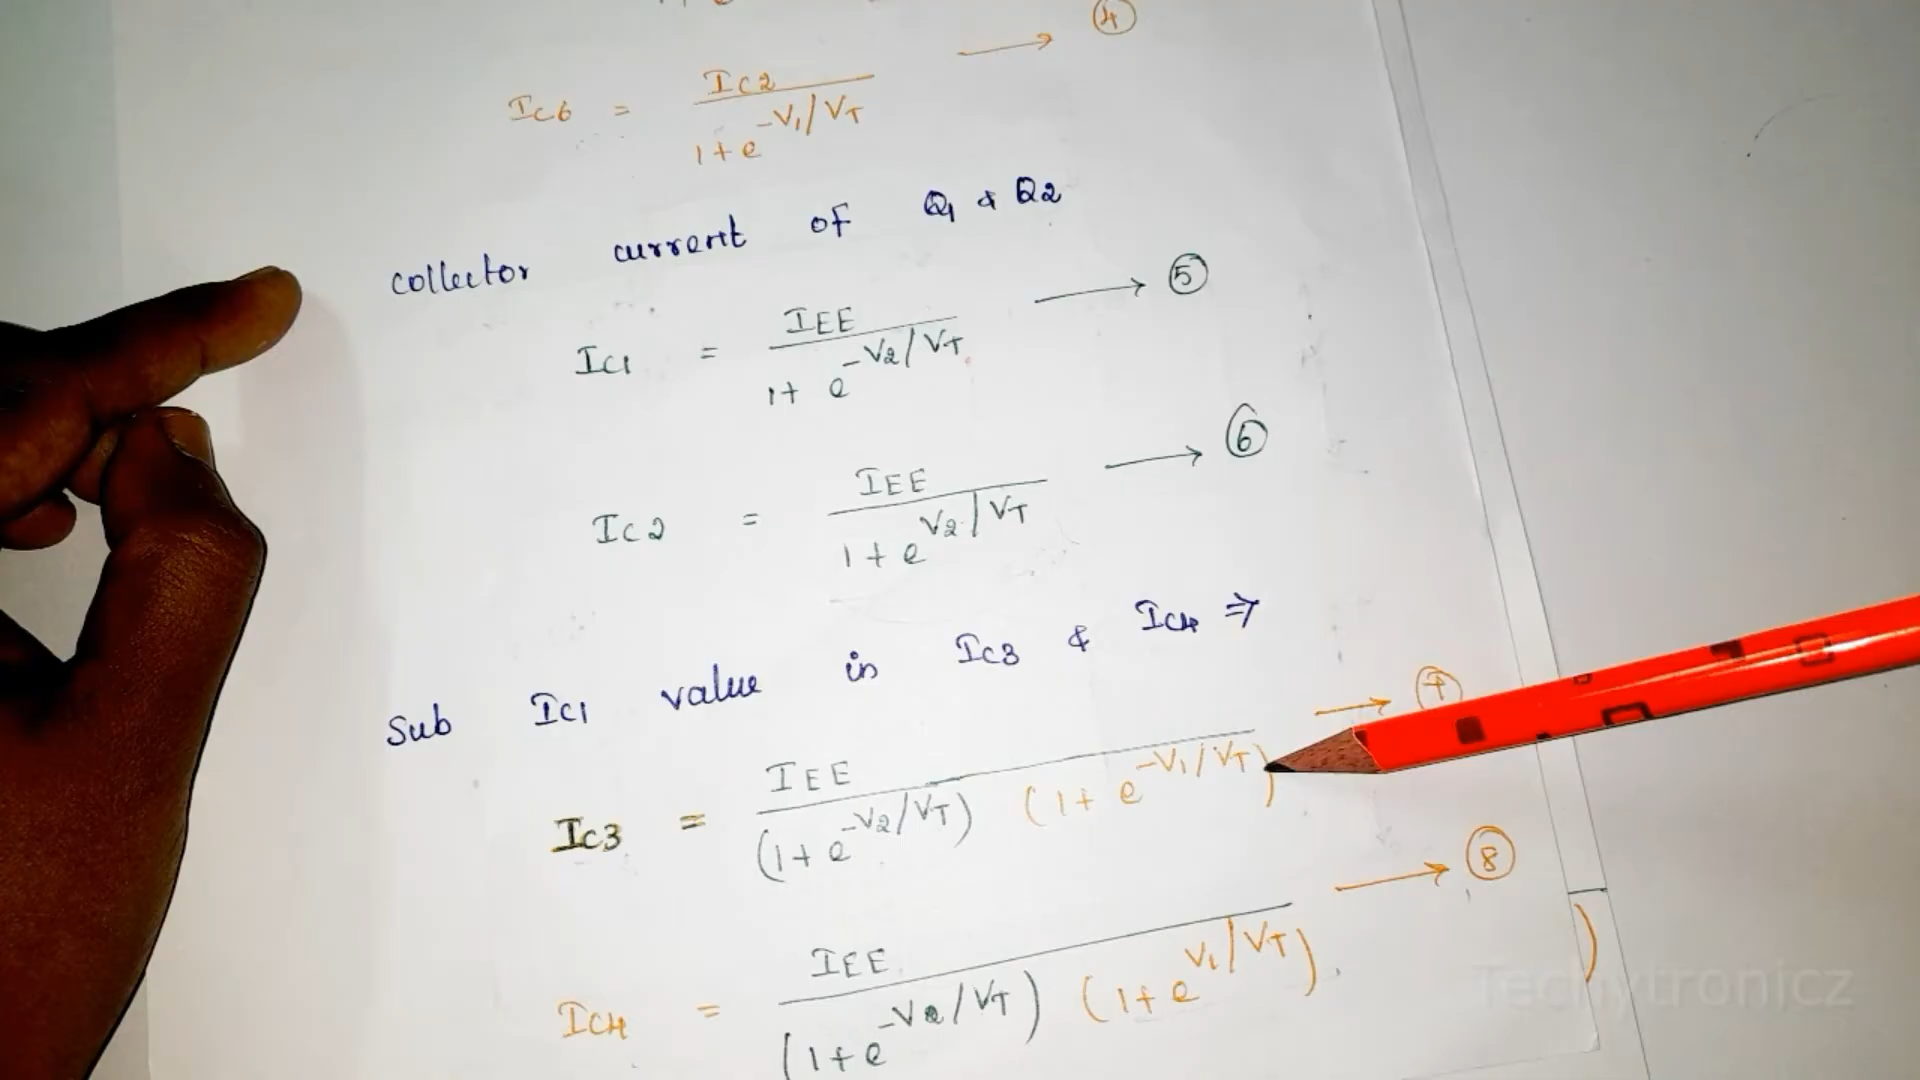 ④
IC6 = IC2 / 1+e^-V1/VT
collector current of Q1 & Q2
IC1 = IEE / 1+ e^-V2/VT → ⑤
IC2 = IEE / 1+e^V2/VT → ⑥
Sub IC1 value in IC3 & IC4 ⇒
IC3 = IEE / (1+e^-V2/VT) (1+e^-V1/VT) → ⑦
IC4 = IEE / (1+e^-V2/VT) (1+e^V1/VT) → ⑧
Techytronicz